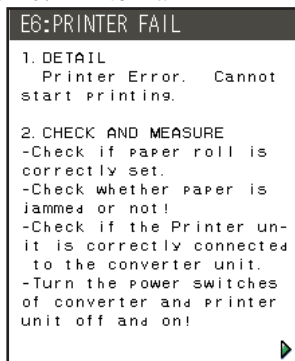 E6:PRINTER FAIL
1. DETAIL
Printer Error. Cannot
start Printing.
2. CHECK AND MEASURE
-Check if paper roll is
correctly set.
-Check whether paper is
jammed or not!
-Check if the Printer un-
it is correctly connected
to the converter unit.
-Turn the power switches
of converter and printer
unit off and on!